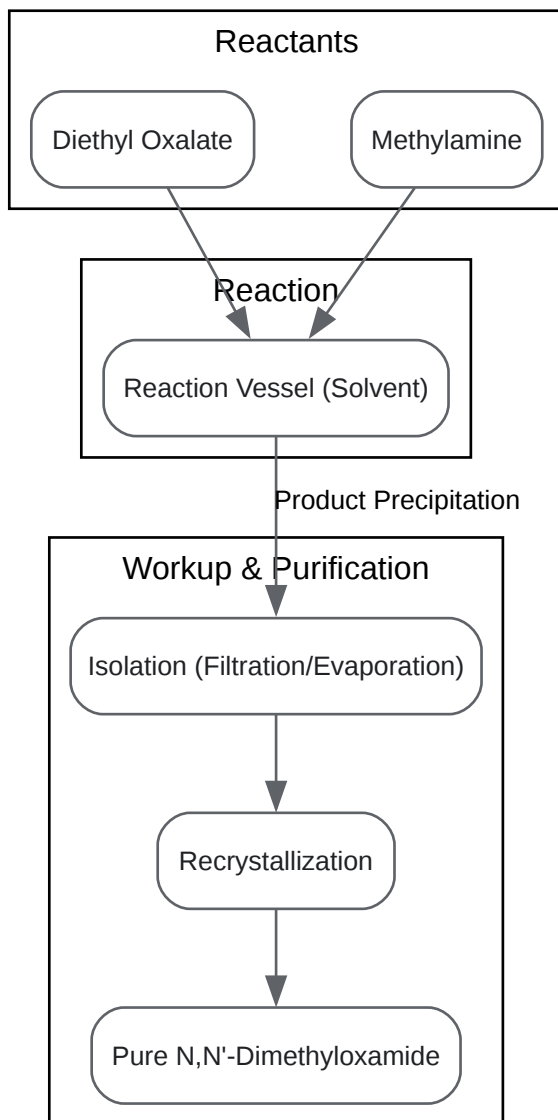 Reactants
Diethyl Oxalate
Methylamine
Reaction
Reaction Vessel (Solvent)
Product Precipitation
Workup & Purification
Isolation (Filtration/Evaporation)
Recrystallization
Pure N,N'-Dimethyloxamide